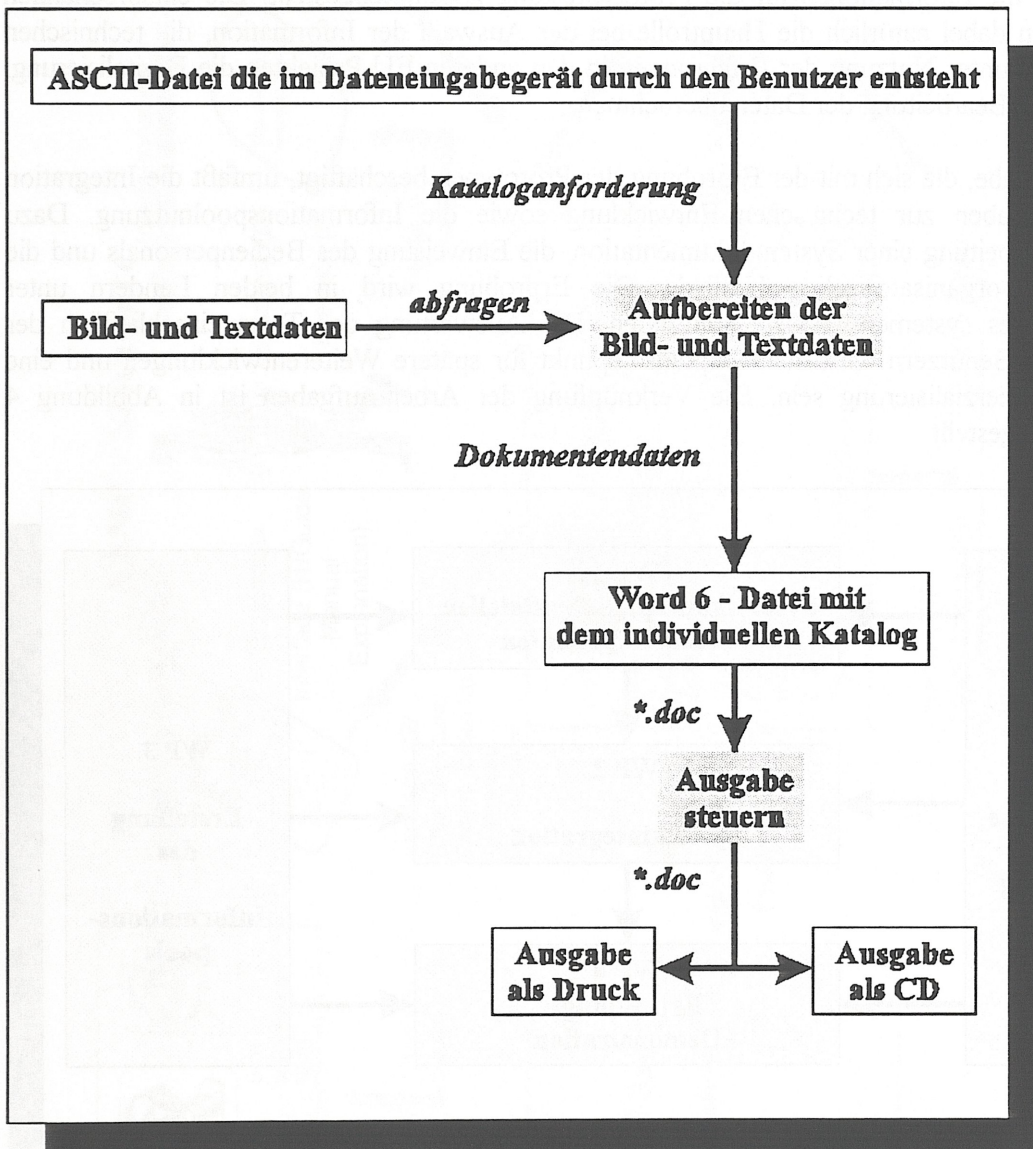 ASCII-Datei die im Dateneingabegerät durch den Benutzer entsteht
Kataloganforderung
Bild- und Textdaten
abfragen
Aufbereiten der
Bild- und Textdaten
Dokumentendaten
Word 6 - Datei mit
dem individuellen Katalog
*.doc
Ausgabe
steuern
*.doc
Ausgabe
als Druck
Ausgabe
als CD